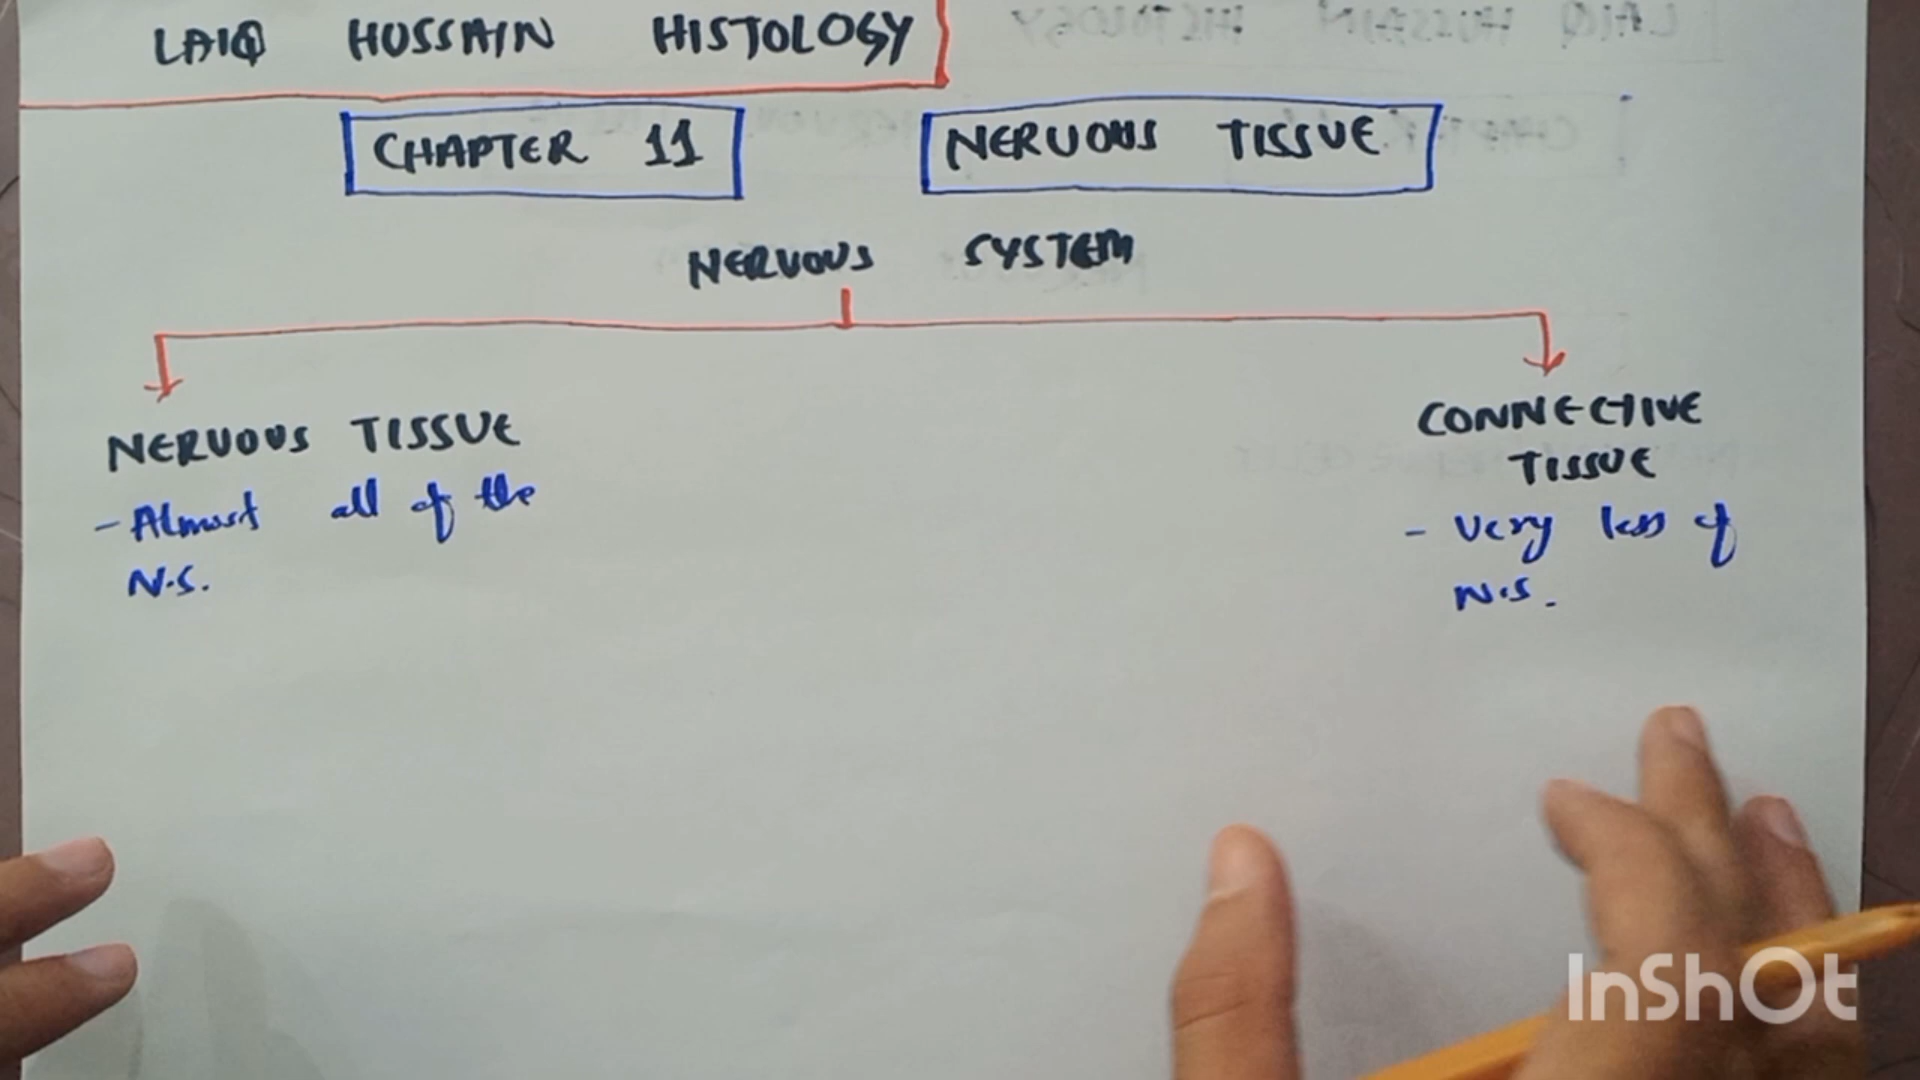 LAIQ HUSSAIN HISTOLOGY
CHAPTER 11
NERVOUS TISSUE
NERVOUS SYSTEM
NERVOUS TISSUE
- Almost all of the
N.S.
CONNECTIVE
TISSUE
- Very less of
N.S.
InShOt